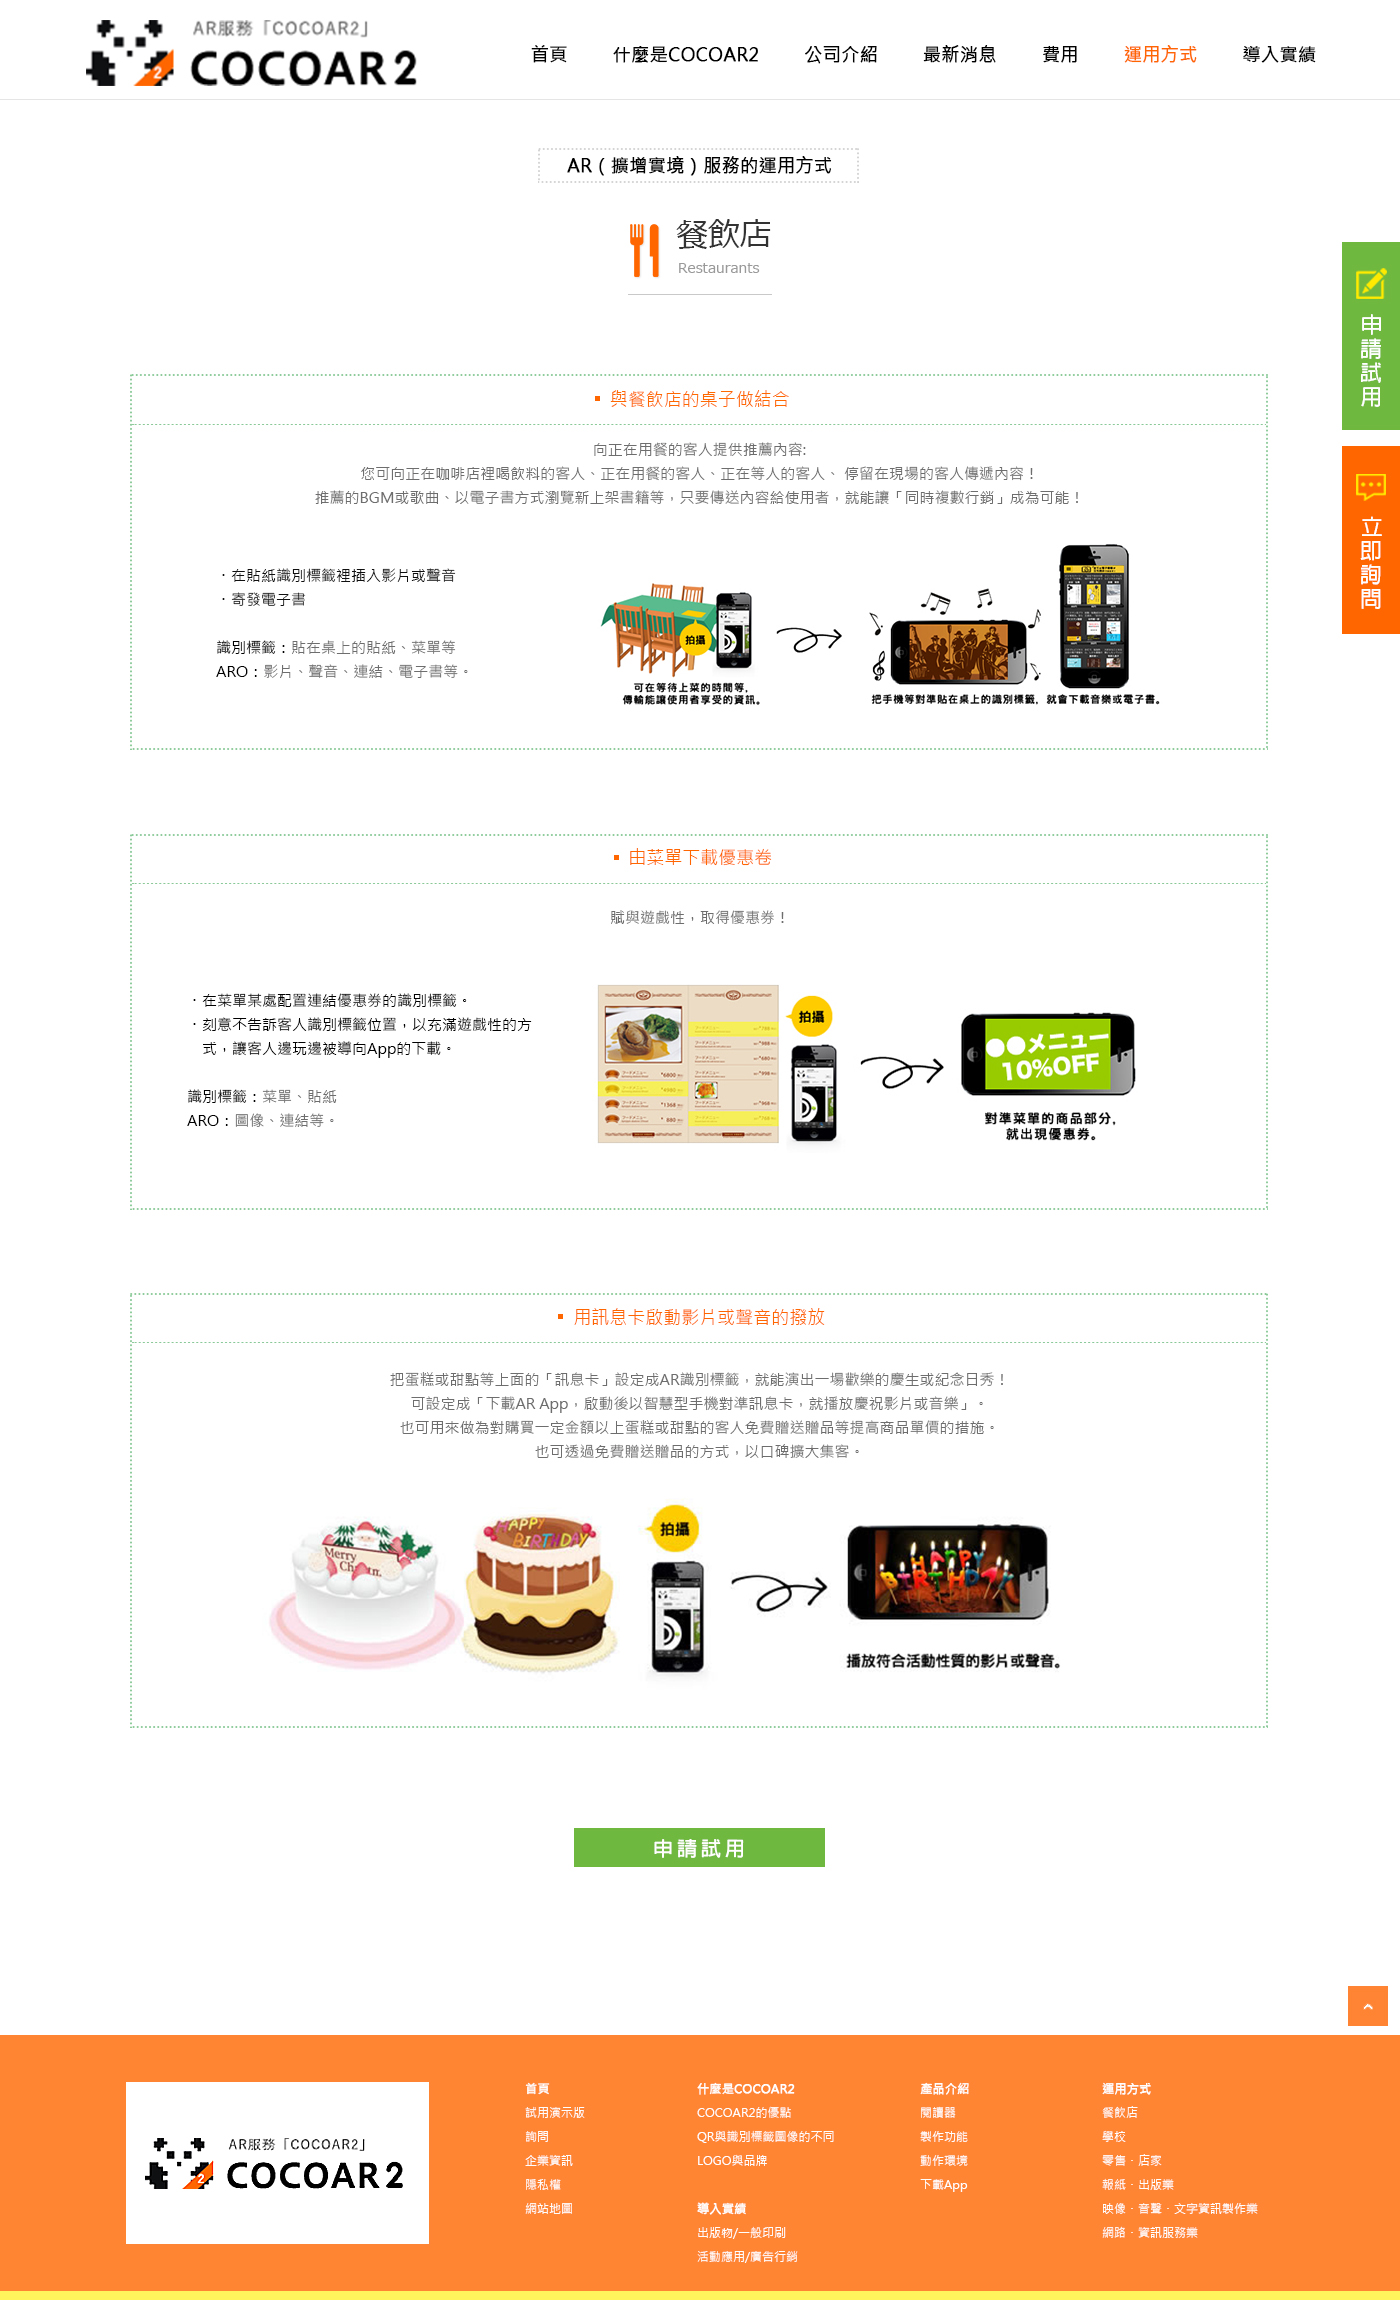 AR服務「COCOAR2」
COCOAR2
首頁 什麼是COCOAR2 公司介紹 最新消息 費用 運用方式 導入實績
AR（擴增實境）服務的運用方式
餐飲店
Restaurants
申請試用
立即詢問
與餐飲店的桌子做結合
向正在用餐的客人提供推薦內容:
您可向正在咖啡店裡喝飲料的客人、正在用餐的客人、正在等人的客人、 停留在現場的客人傳遞內容！
推薦的BGM或歌曲、以電子書方式瀏覽新上架書籍等，只要傳送內容給使用者，就能讓「同時複數行銷」成為可能！
．在貼紙識別標籤裡插入影片或聲音
．寄發電子書
識別標籤：貼在桌上的貼紙、菜單等
ARO：影片、聲音、連結、電子書等。
拍攝
可在等待上菜的時間等，
傳輸能讓使用者享受的資訊。
把手機等對準貼在桌上的識別標籤，就會下載音樂或電子書。
由菜單下載優惠卷
賦與遊戲性，取得優惠券！
．在菜單某處配置連結優惠券的識別標籤。
．刻意不告訴客人識別標籤位置，以充滿遊戲性的方
式，讓客人邊玩邊被導向App的下載。
識別標籤：菜單、貼紙
ARO：圖像、連結等。
拍攝
●●メニュー
10%OFF
對準菜單的商品部分，
就出現優惠券。
用訊息卡啟動影片或聲音的撥放
把蛋糕或甜點等上面的「訊息卡」設定成AR識別標籤，就能演出一場歡樂的慶生或紀念日秀！
可設定成「下載AR App，啟動後以智慧型手機對準訊息卡，就播放慶祝影片或音樂」。
也可用來做為對購買一定金額以上蛋糕或甜點的客人免費贈送贈品等提高商品單價的措施。
也可透過免費贈送贈品的方式，以口碑擴大集客。
Merry
HAPPY
BIRTHDAY
拍攝
HAPPY
BIRTHDAY
播放符合活動性質的影片或聲音。
申請試用
AR服務「COCOAR2」
COCOAR2
首頁
試用演示版
詢問
企業資訊
隱私權
網站地圖
什麼是COCOAR2
COCOAR2的優點
QR與識別標籤圖像的不同
LOGO與品牌
導入實績
出版物/一般印刷
活動應用/廣告行銷
產品介紹
閱讀器
製作功能
動作環境
下載App
運用方式
餐飲店
學校
零售．店家
報紙．出版業
映像．音聲．文字資訊製作業
網路．資訊服務業